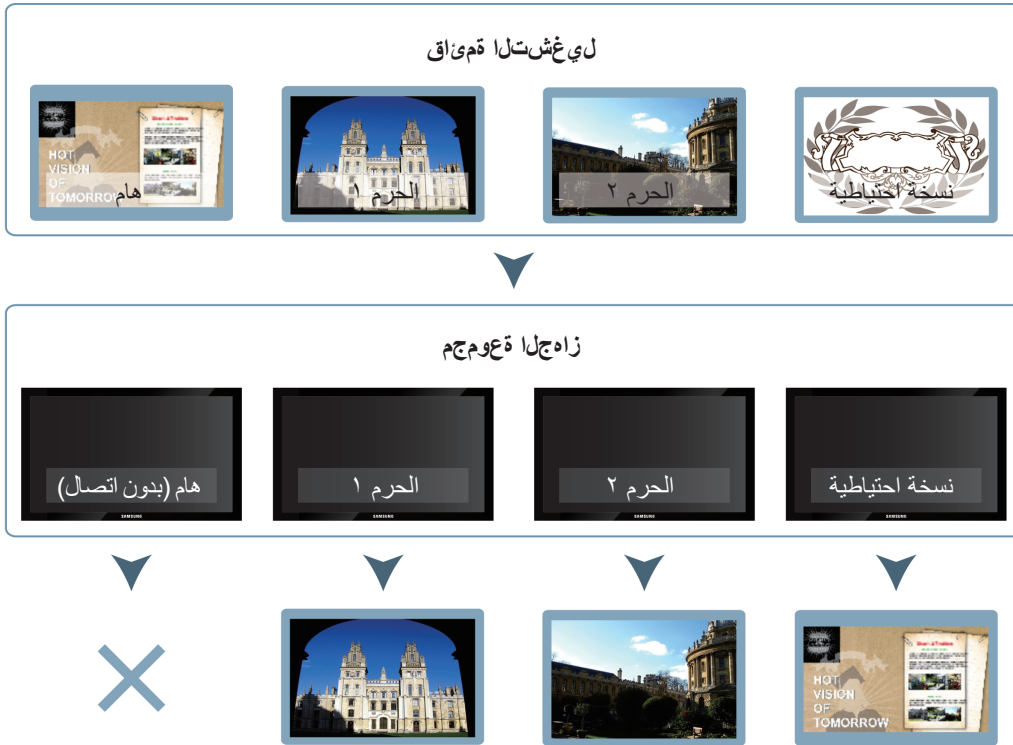 ليغشتلا ةمئاق
HOT
VISION
OF
TOMORROW
هام
الحرم ١
الحرم ٢
نسخة احتياطية
زاهجلا ةعومجم
هام (بدون اتصال)
الحرم ١
الحرم ٢
نسخة احتياطية
SAMSUNG
SAMSUNG
SAMSUNG
SAMSUNG
HOT
VISION
OF
TOMORROW